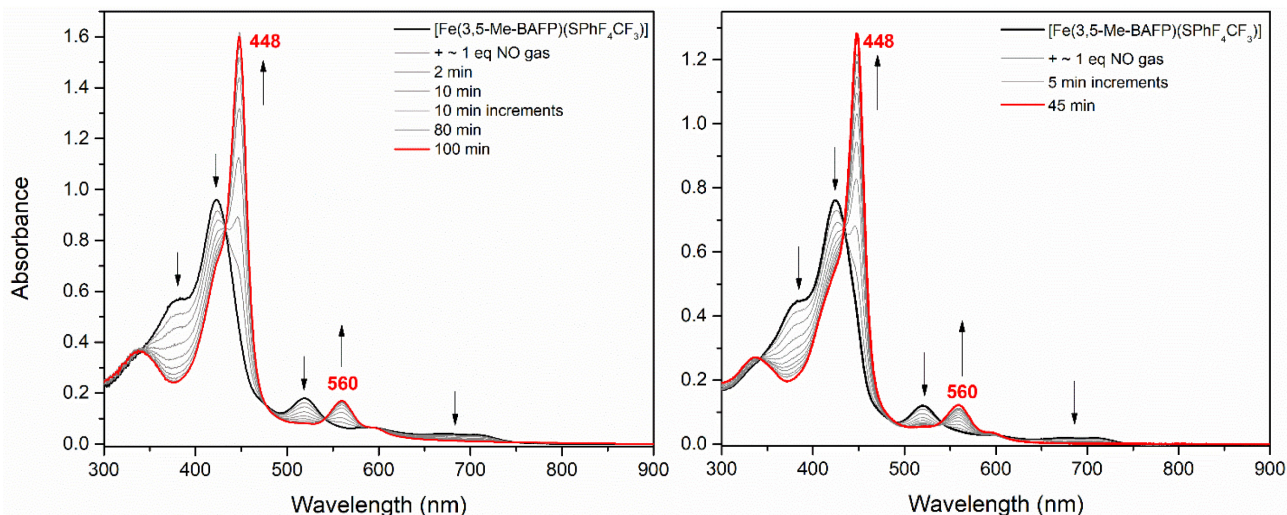 Absorbance
1.6
1.4
1.2
1.0
0.8
0.6
0.4
0.2
0.0
300 400 500 600 700 800 900
Wavelength (nm)
448
560
[Fe(3,5-Me-BAFP)(SPhF₄CF₃)]
+ ~ 1 eq NO gas
2 min
10 min
10 min increments
80 min
100 min
1.2
1.0
0.8
0.6
0.4
0.2
0.0
300 400 500 600 700 800 900
Wavelength (nm)
448
560
[Fe(3,5-Me-BAFP)(SPhF₄CF₃)]
+ ~ 1 eq NO gas
5 min increments
45 min